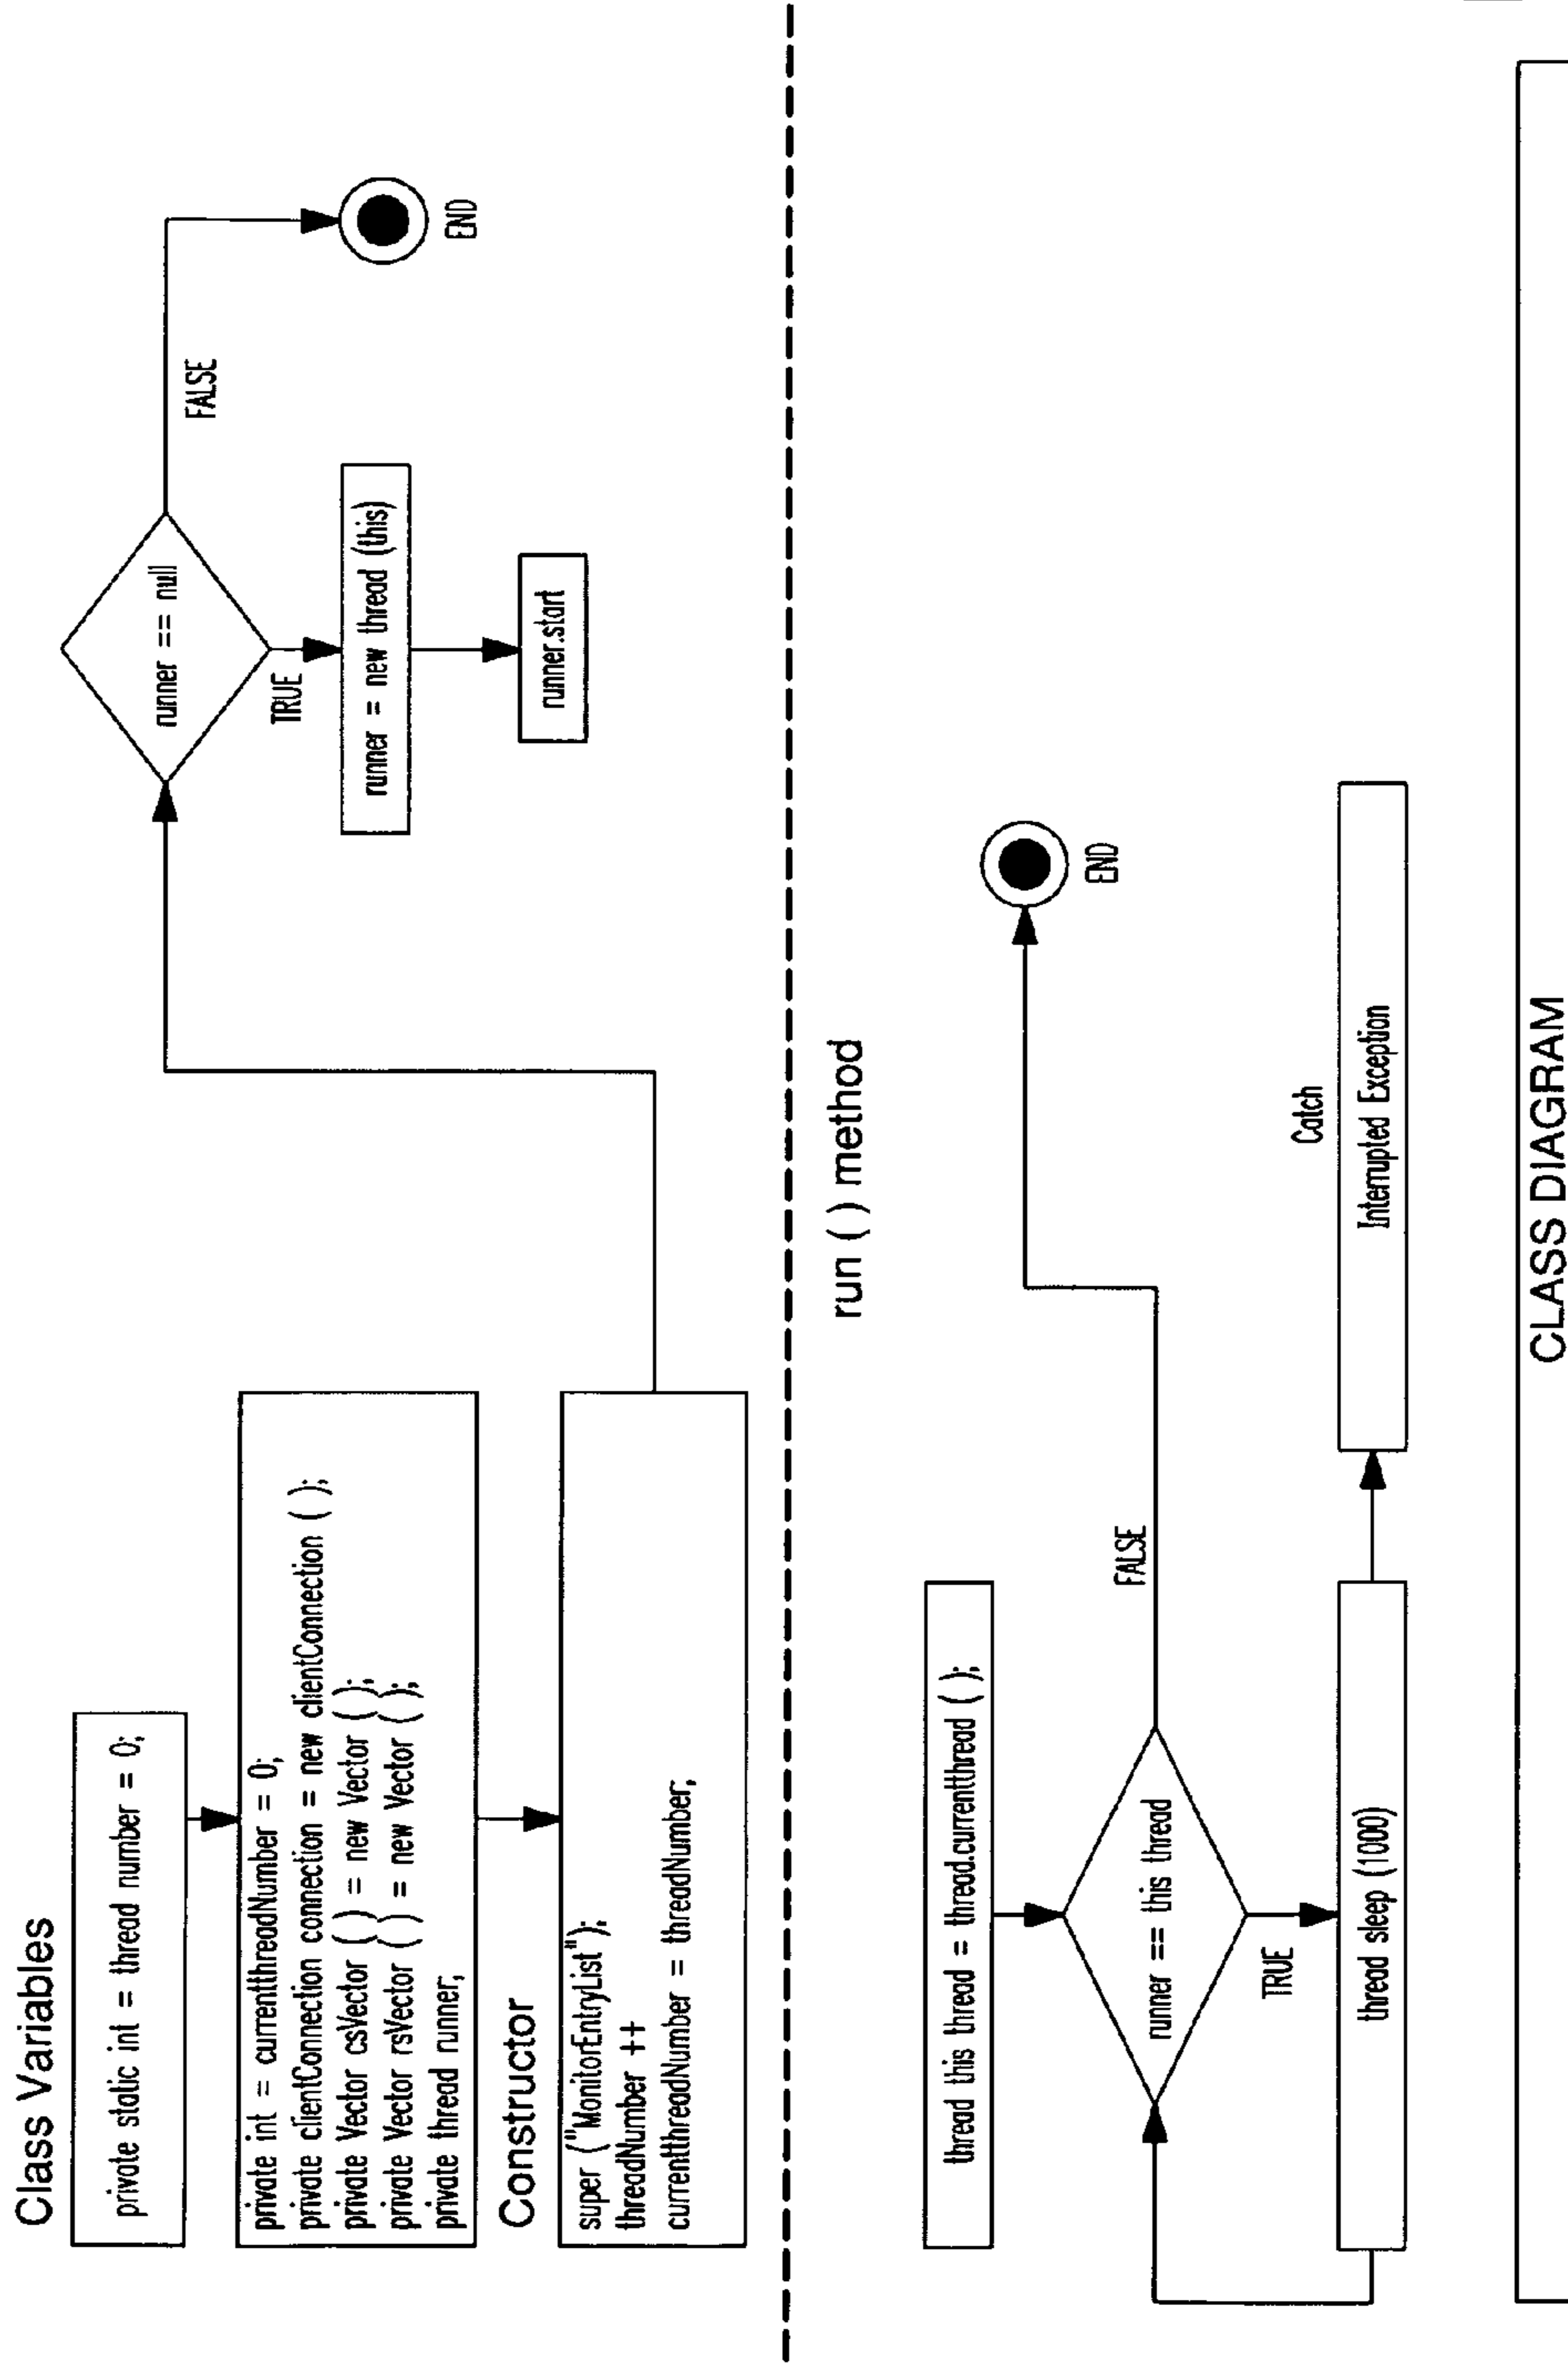 Class Variables
private static int = thread number = 0;
private int = currentthreadNumber = 0;
private clientConnection connection = new clientConnection ( );
private Vector csVector ( ) = new Vector ( );
private Vector rsVector ( ) = new Vector ( );
private thread runner;
Constructor
super ("MonitorEntryList");
threadNumber ++
currentthreadNumber = threadNumber;
runner == null
FALSE
TRUE
runner = new thread (this)
runner.start
END
run ( ) method
thread this thread = thread.currentthread ( );
runner == this thread
FALSE
TRUE
END
thread sleep (1000)
Catch
Interrupted Exception
CLASS DIAGRAM